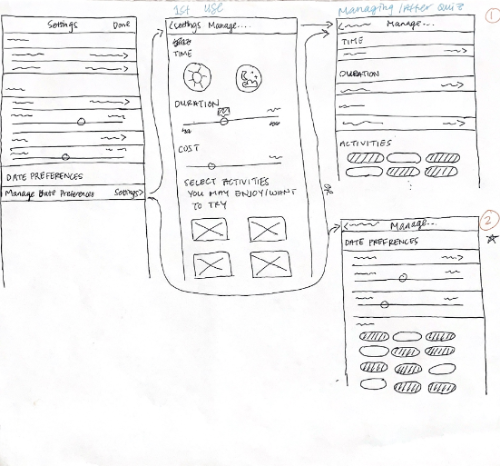 1st use
Managing / After Quiz
1
Settings Done
DATE PREFERENCES
Manage Date Preferences Settings>
<Settings Manage....
TIME
DURATION
COST
SELECT ACTIVITIES
YOU MAY ENJOY/WANT
TO TRY
Manage...
TIME
DURATION
ACTIVITIES
OR
2
Manage...
DATE PREFERENCES